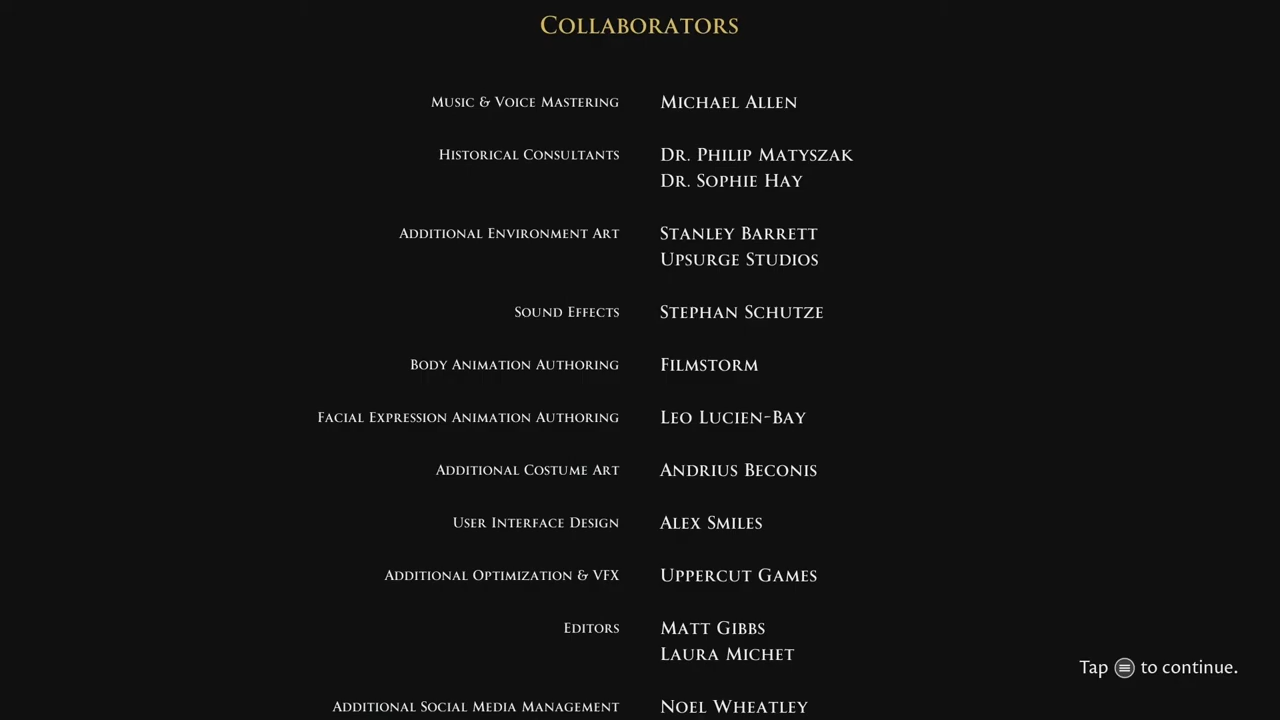 Collaborators
Music & Voice Mastering Michael Allen
Historical Consultants Dr. Philip Matyszak
Dr. Sophie Hay
Additional Environment Art Stanley Barrett
Upsurge Studios
Sound Effects Stephan Schutze
Body Animation Authoring Filmstorm
Facial Expression Animation Authoring Leo Lucien-Bay
Additional Costume Art Andrius Beconis
User Interface Design Alex Smiles
Additional Optimization & VFX Uppercut Games
Editors Matt Gibbs
Laura Michet
Tap to continue.
Additional Social Media Management Noel Wheatley